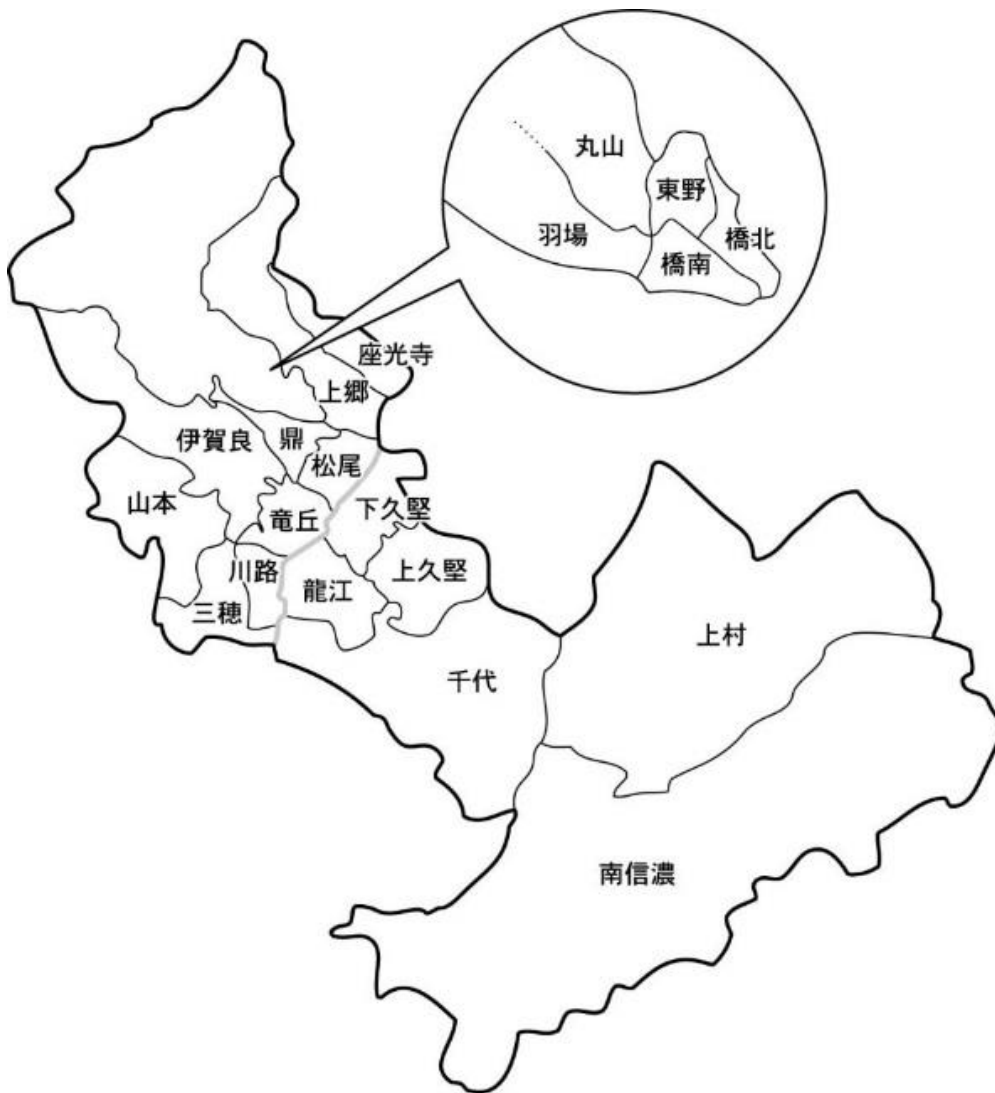 丸山
東野
羽場
橋北
橋南
座光寺
上郷
伊賀良
鼎
松尾
山本
下久堅
竜丘
川路
龍江
上久堅
三穂
上村
千代
南信濃